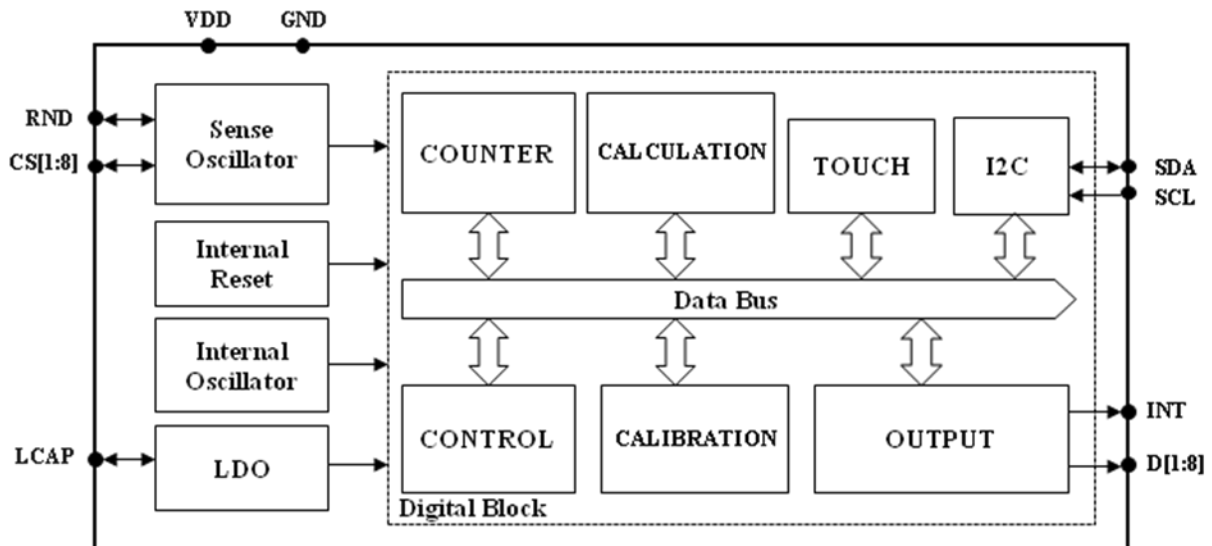 VDD
GND
RND
CS[1:8]
LCAP
Sense
Oscillator
Internal
Reset
Internal
Oscillator
LDO
COUNTER
CALCULATION
TOUCH
I2C
Data Bus
CONTROL
CALIBRATION
OUTPUT
Digital Block
SDA
SCL
INT
D[1:8]